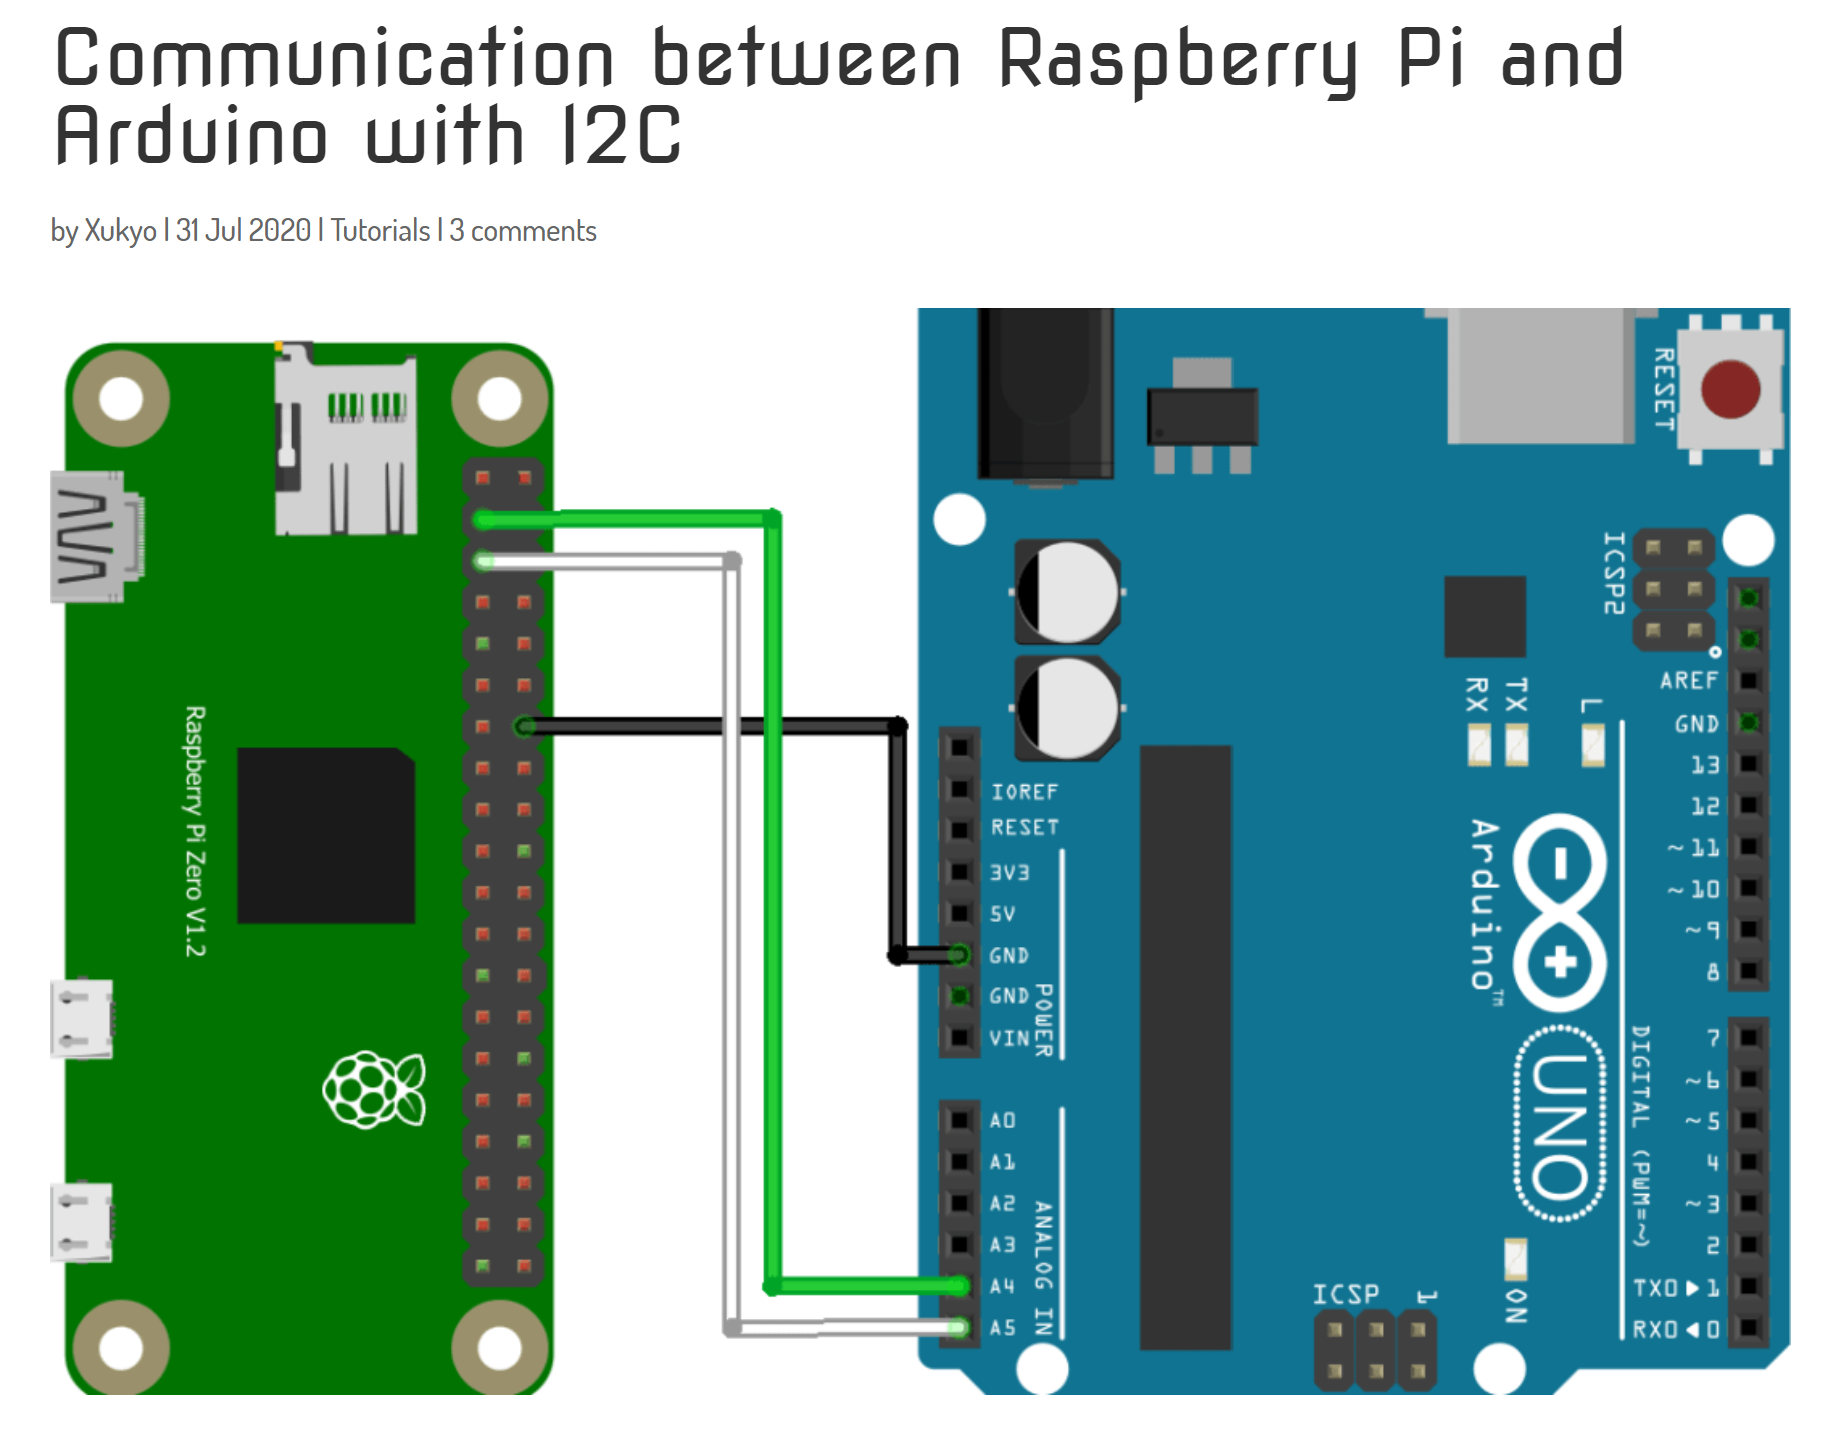 Communication between Raspberry Pi and
Arduino with I2C
by Xukyo | 31 Jul 2020 | Tutorials | 3 comments
Raspberry Pi Zero V1.2
RESET
ICSP2
RX
TX
L
AREF
GND
13
12
~11
~10
~9
8
7
~6
~5
4
~3
2
TX0▶1
RX0◀0
IOREF
RESET
3V3
5V
GND
GND
VIN
POWER
A0
A1
A2
A3
A4
A5
ANALOG IN
Arduino™
UNO
DIGITAL (PWM=~)
ON
ICSP
1